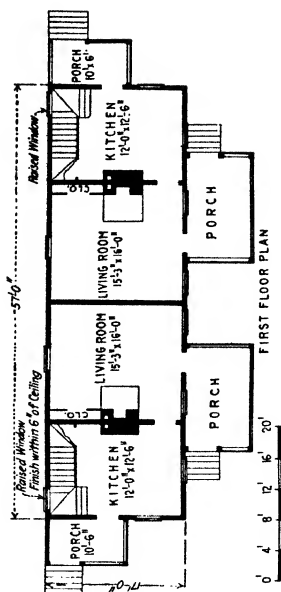 57'-0"
Raised Window
Finish within 6" of Ceiling
Raised Window
PORCH
10'-6"
KITCHEN
12'-0"x12'-6"
CLO.
LIVING ROOM
15'-3"x16'-0"
LIVING ROOM
15'-3"x16'-0"
CLO.
KITCHEN
12'-0"x12'-6"
PORCH
10'x6'
17'-0"
PORCH
PORCH
FIRST FLOOR PLAN
0 4' 8' 12' 16' 20'